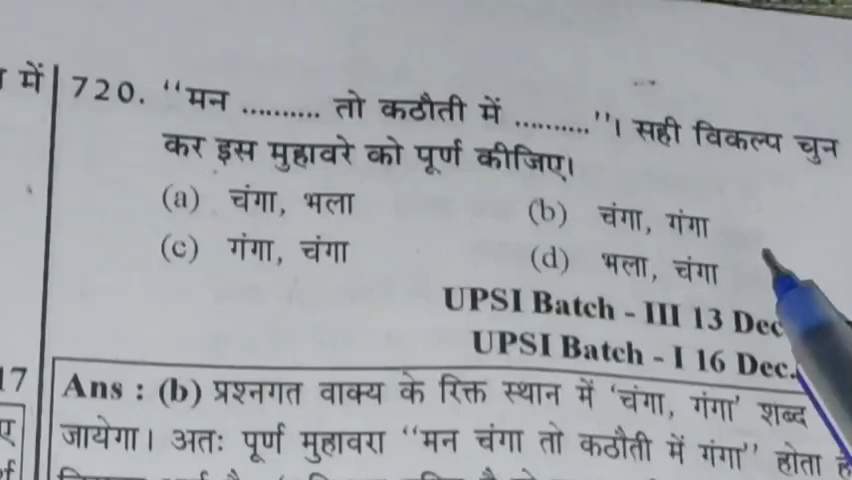 में 720. "मन .......... तो कठौती में .........."। सही विकल्प चुन
कर इस मुहावरे को पूर्ण कीजिए।
(a) चंगा, भला (b) चंगा, गंगा
(c) गंगा, चंगा (d) भला, चंगा
UPSI Batch - III 13 Dec
UPSI Batch - I 16 Dec.
17
Ans : (b) प्रश्नगत वाक्य के रिक्त स्थान में 'चंगा, गंगा' शब्द
जायेगा। अतः पूर्ण मुहावरा "मन चंगा तो कठौती में गंगा" होता है